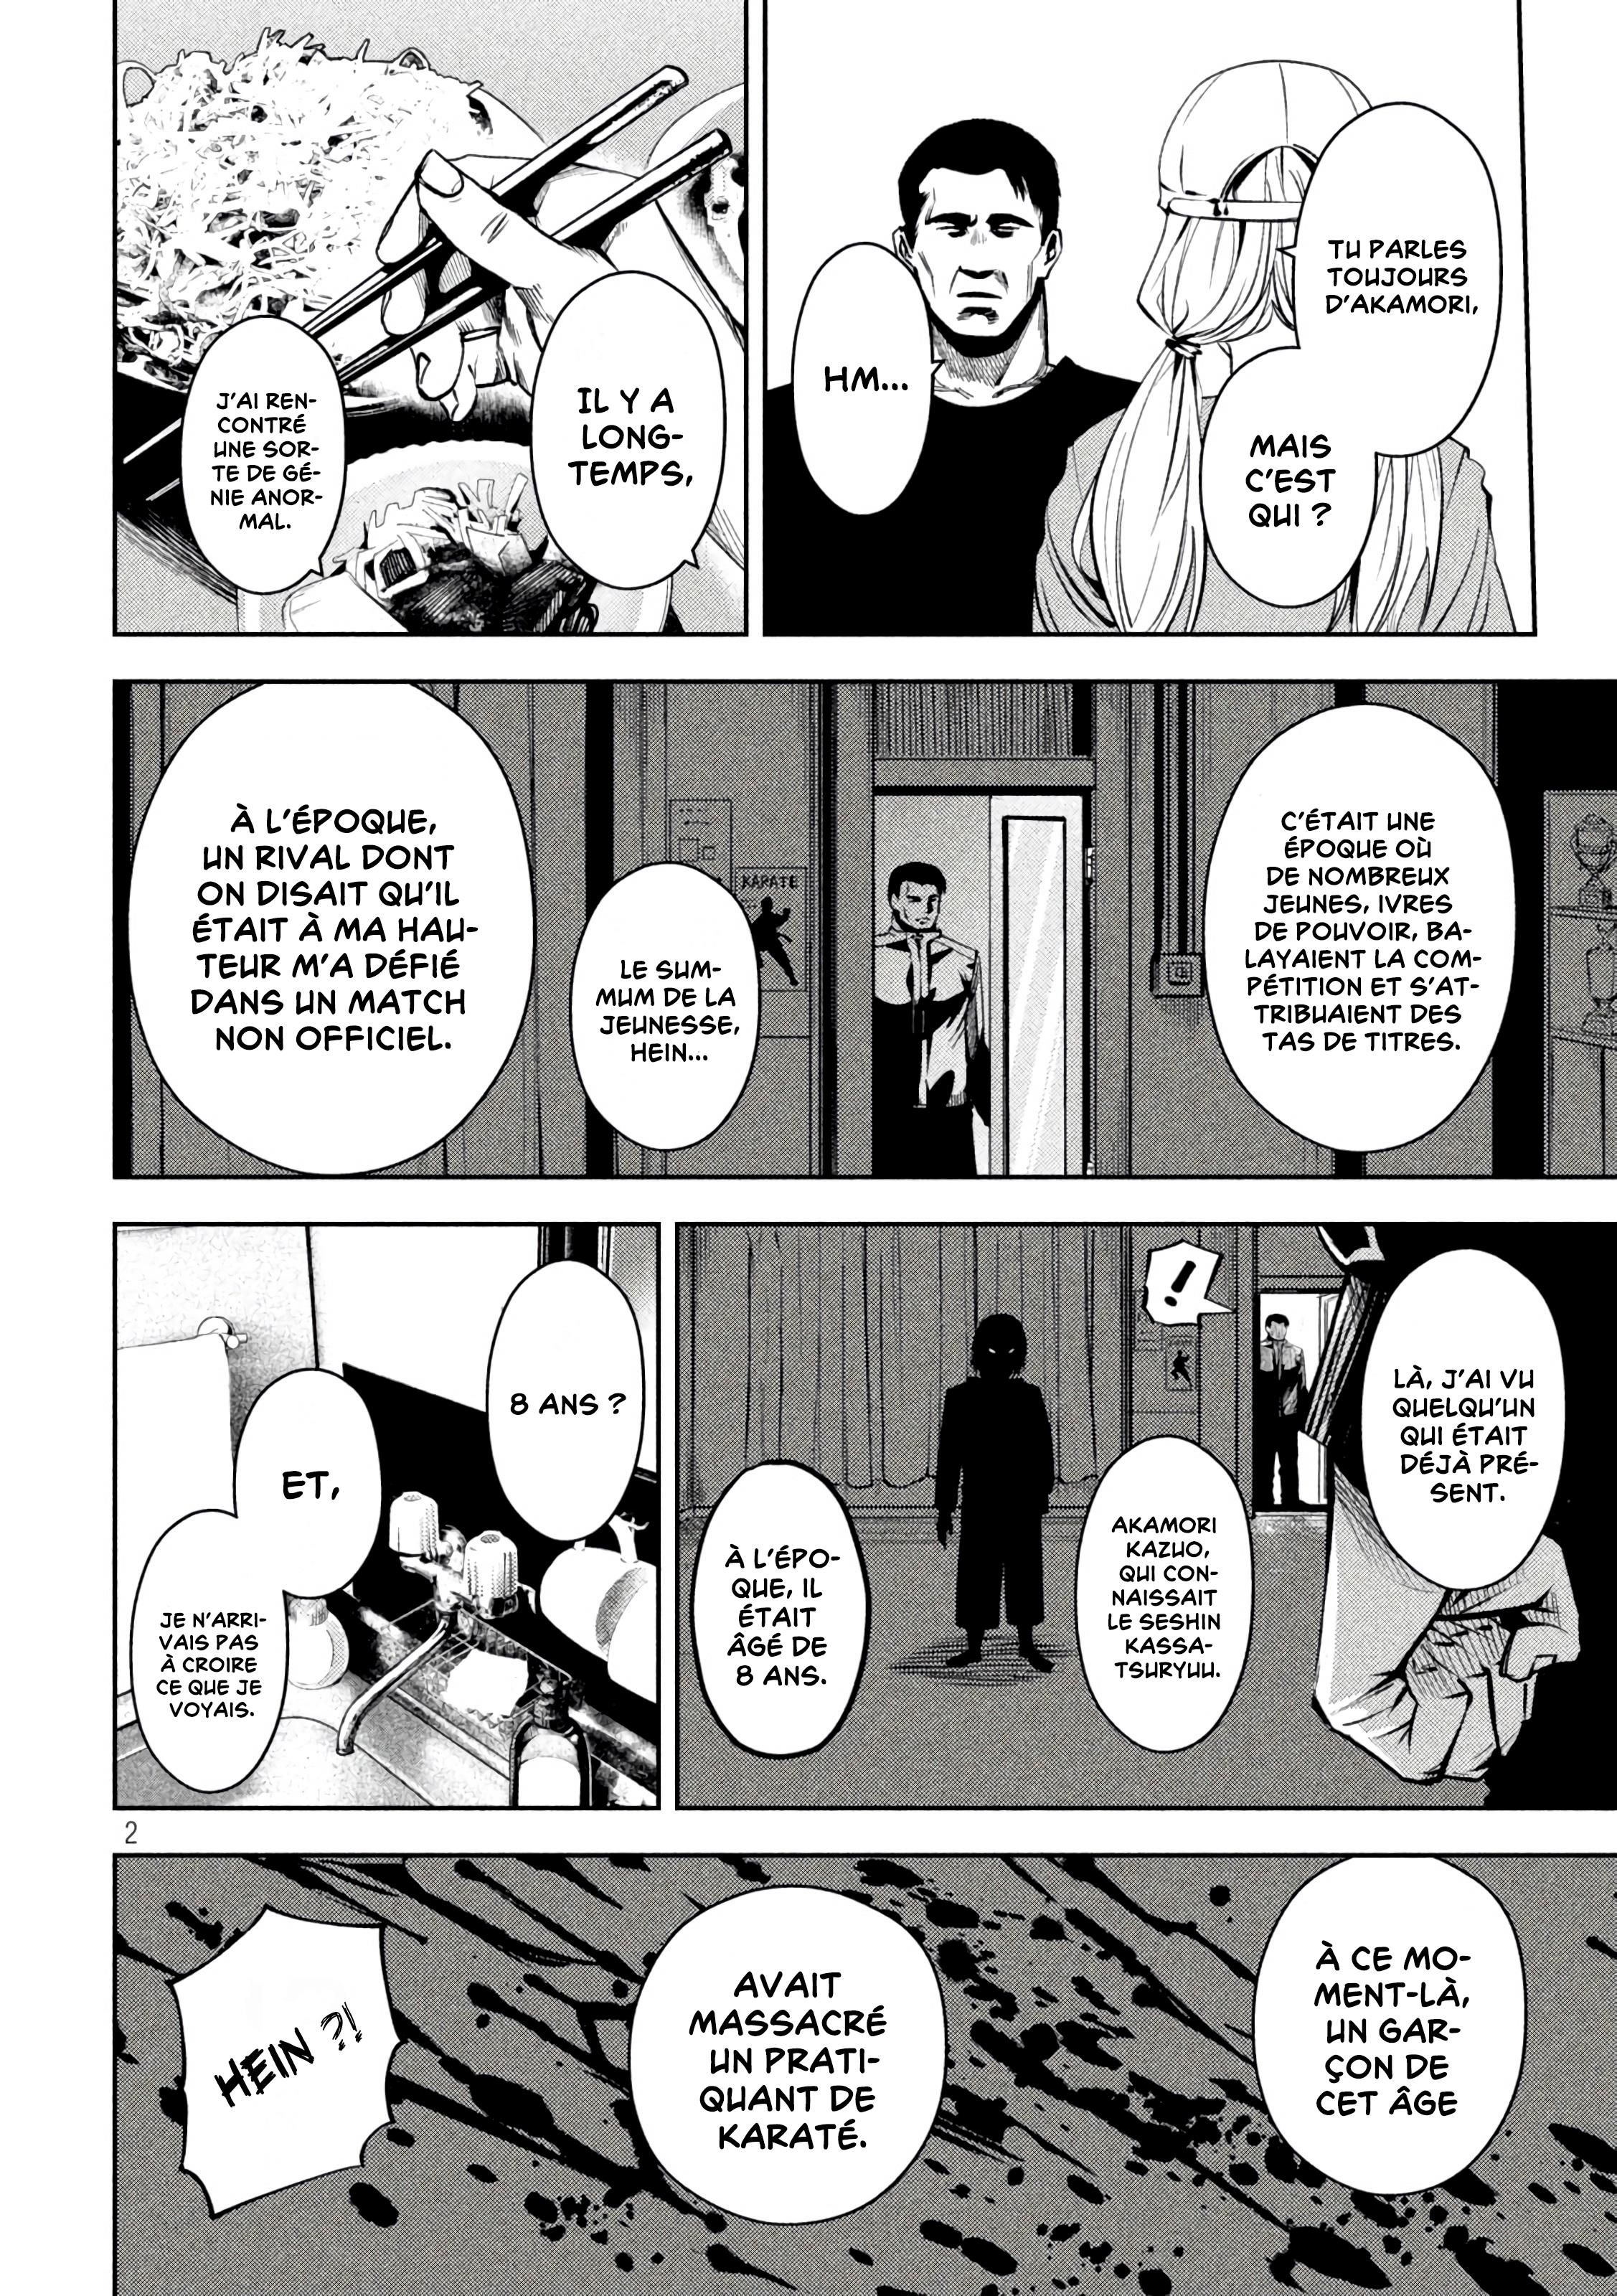 TU PARLES
TOUJOURS
D'AKAMORI,
MAIS
C'EST
QUI ?
HM...
IL Y A
LONG-
TEMPS,
J'AI REN-
CONTRÉ
UNE SOR-
TE DE GÉ-
NIE ANOR-
MAL.
C'ÉTAIT UNE
ÉPOQUE OÙ
DE NOMBREUX
JEUNES, IVRES
DE POUVOIR, BA-
LAYAIENT LA COM-
PÉTITION ET S'AT-
TRIBUAIENT DES
TAS DE TITRES.
KARATE
LE SUM-
MUM DE LA
JEUNESSE,
HEIN...
À L'ÉPOQUE,
UN RIVAL DONT
ON DISAIT QU'IL
ÉTAIT À MA HAU-
TEUR M'A DÉFIÉ
DANS UN MATCH
NON OFFICIEL.
LÀ, J'AI VU
QUELQU'UN
QUI ÉTAIT
DÉJÀ PRÉ-
SENT.
!
AKAMORI
KAZUO,
QUI CON-
NAISSAIT
LE SESHIN
KASSA-
TSURYUU.
À L'ÉPO-
QUE, IL
ÉTAIT
ÂGÉ DE
8 ANS.
8 ANS ?
ET,
JE N'ARRI-
VAIS PAS
À CROIRE
CE QUE JE
VOYAIS.
2
À CE MO-
MENT-LÀ,
UN GAR-
ÇON DE
CET ÂGE
AVAIT
MASSACRÉ
UN PRATI-
QUANT DE
KARATÉ.
HEIN ?!